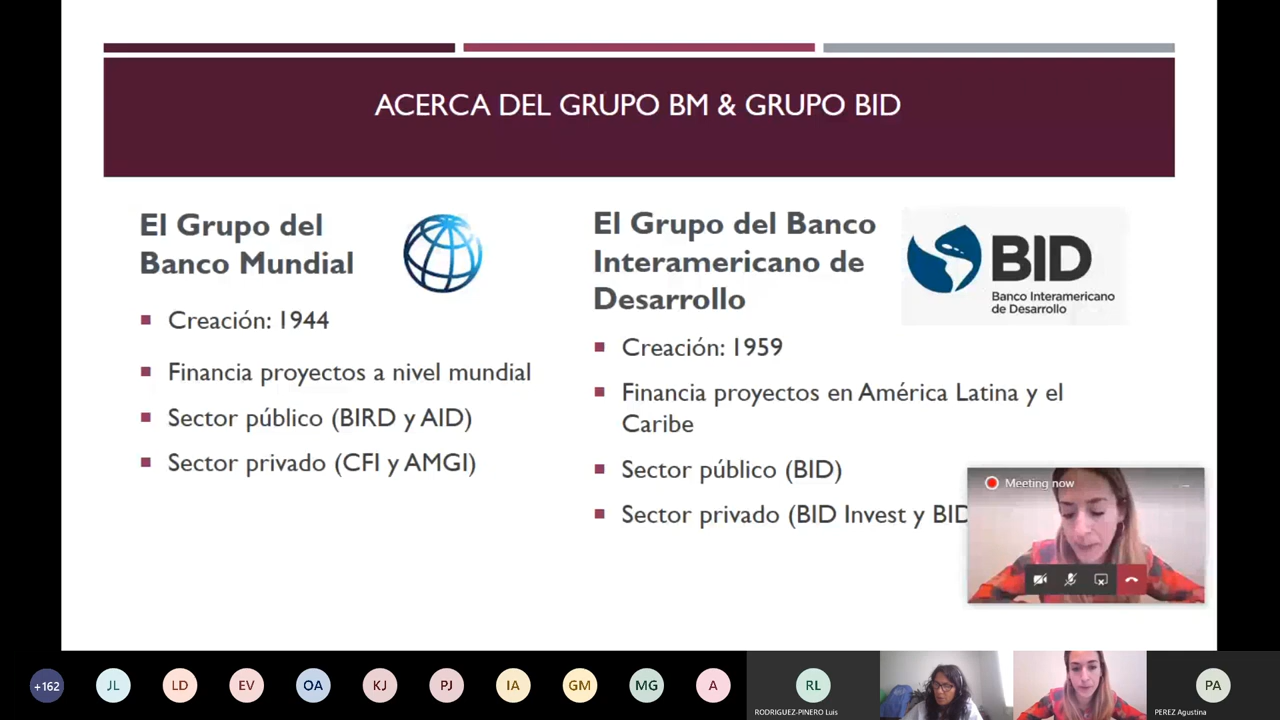 ACERCA DEL GRUPO BM & GRUPO BID
El Grupo del
Banco Mundial
Creación: 1944
Financia proyectos a nivel mundial
Sector público (BIRD y AID)
Sector privado (CFI y AMGI)
El Grupo del Banco
Interamericano de
Desarrollo
BID
Banco Interamericano
de Desarrollo
Creación: 1959
Financia proyectos en América Latina y el
Caribe
Sector público (BID)
Sector privado (BID Invest y BID
Meeting now
+162
JL
LD
EV
OA
KJ
PJ
IA
GM
MG
A
RL
RODRIGUEZ-PINERO Luis
PA
PEREZ Agustina